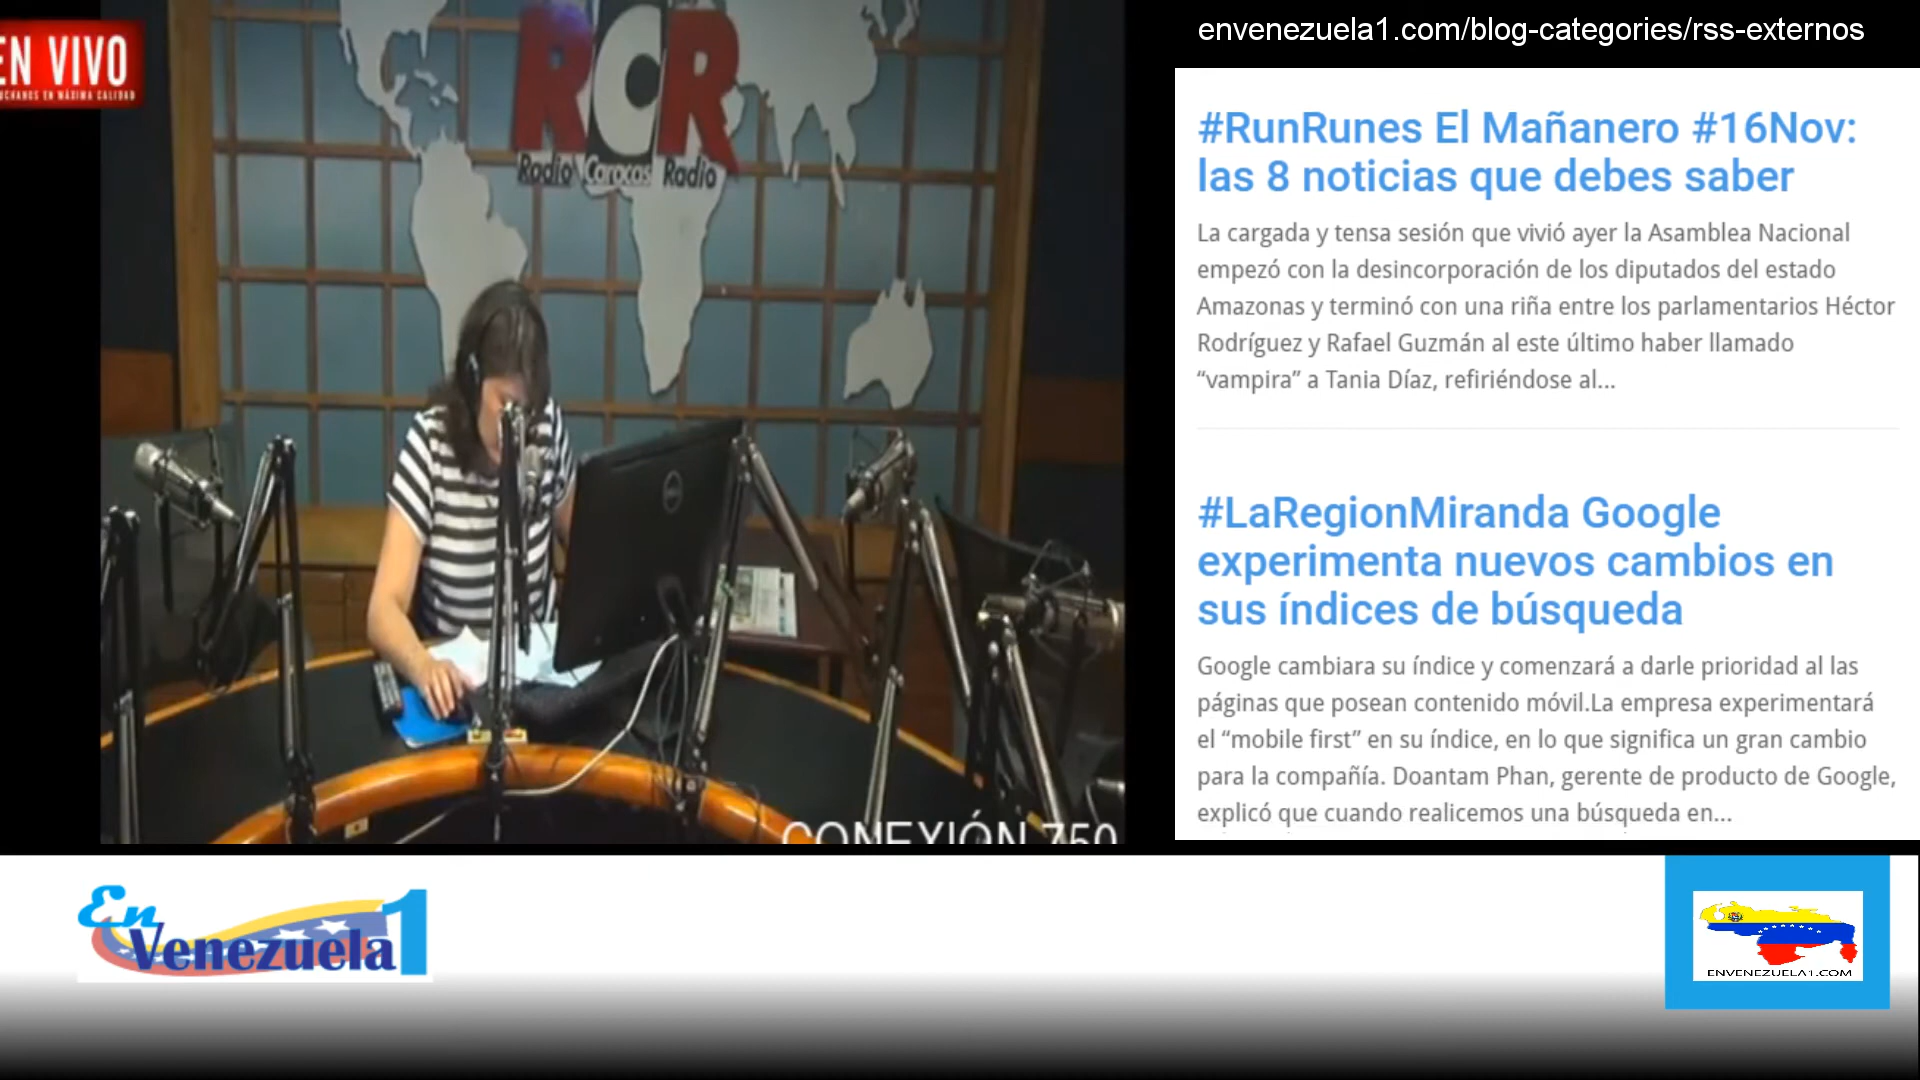 EN VIVO
ÚCHANOS EN MÁXIMA CALIDAD
RCR
Radio Caracas Radio
CONEXIÓN 750
envenezuela1.com/blog-categories/rss-externos
#RunRunes El Mañanero #16Nov:
las 8 noticias que debes saber
La cargada y tensa sesión que vivió ayer la Asamblea Nacional
empezó con la desincorporación de los diputados del estado
Amazonas y terminó con una riña entre los parlamentarios Héctor
Rodríguez y Rafael Guzmán al este último haber llamado
“vampira” a Tania Díaz, refiriéndose al...
#LaRegionMiranda Google
experimenta nuevos cambios en
sus índices de búsqueda
Google cambiara su índice y comenzará a darle prioridad al las
páginas que posean contenido móvil.La empresa experimentará
el “mobile first” en su índice, en lo que significa un gran cambio
para la compañía. Doantam Phan, gerente de producto de Google,
explicó que cuando realicemos una búsqueda en...
En
Venezuela1
ENVENEZUELA1.COM